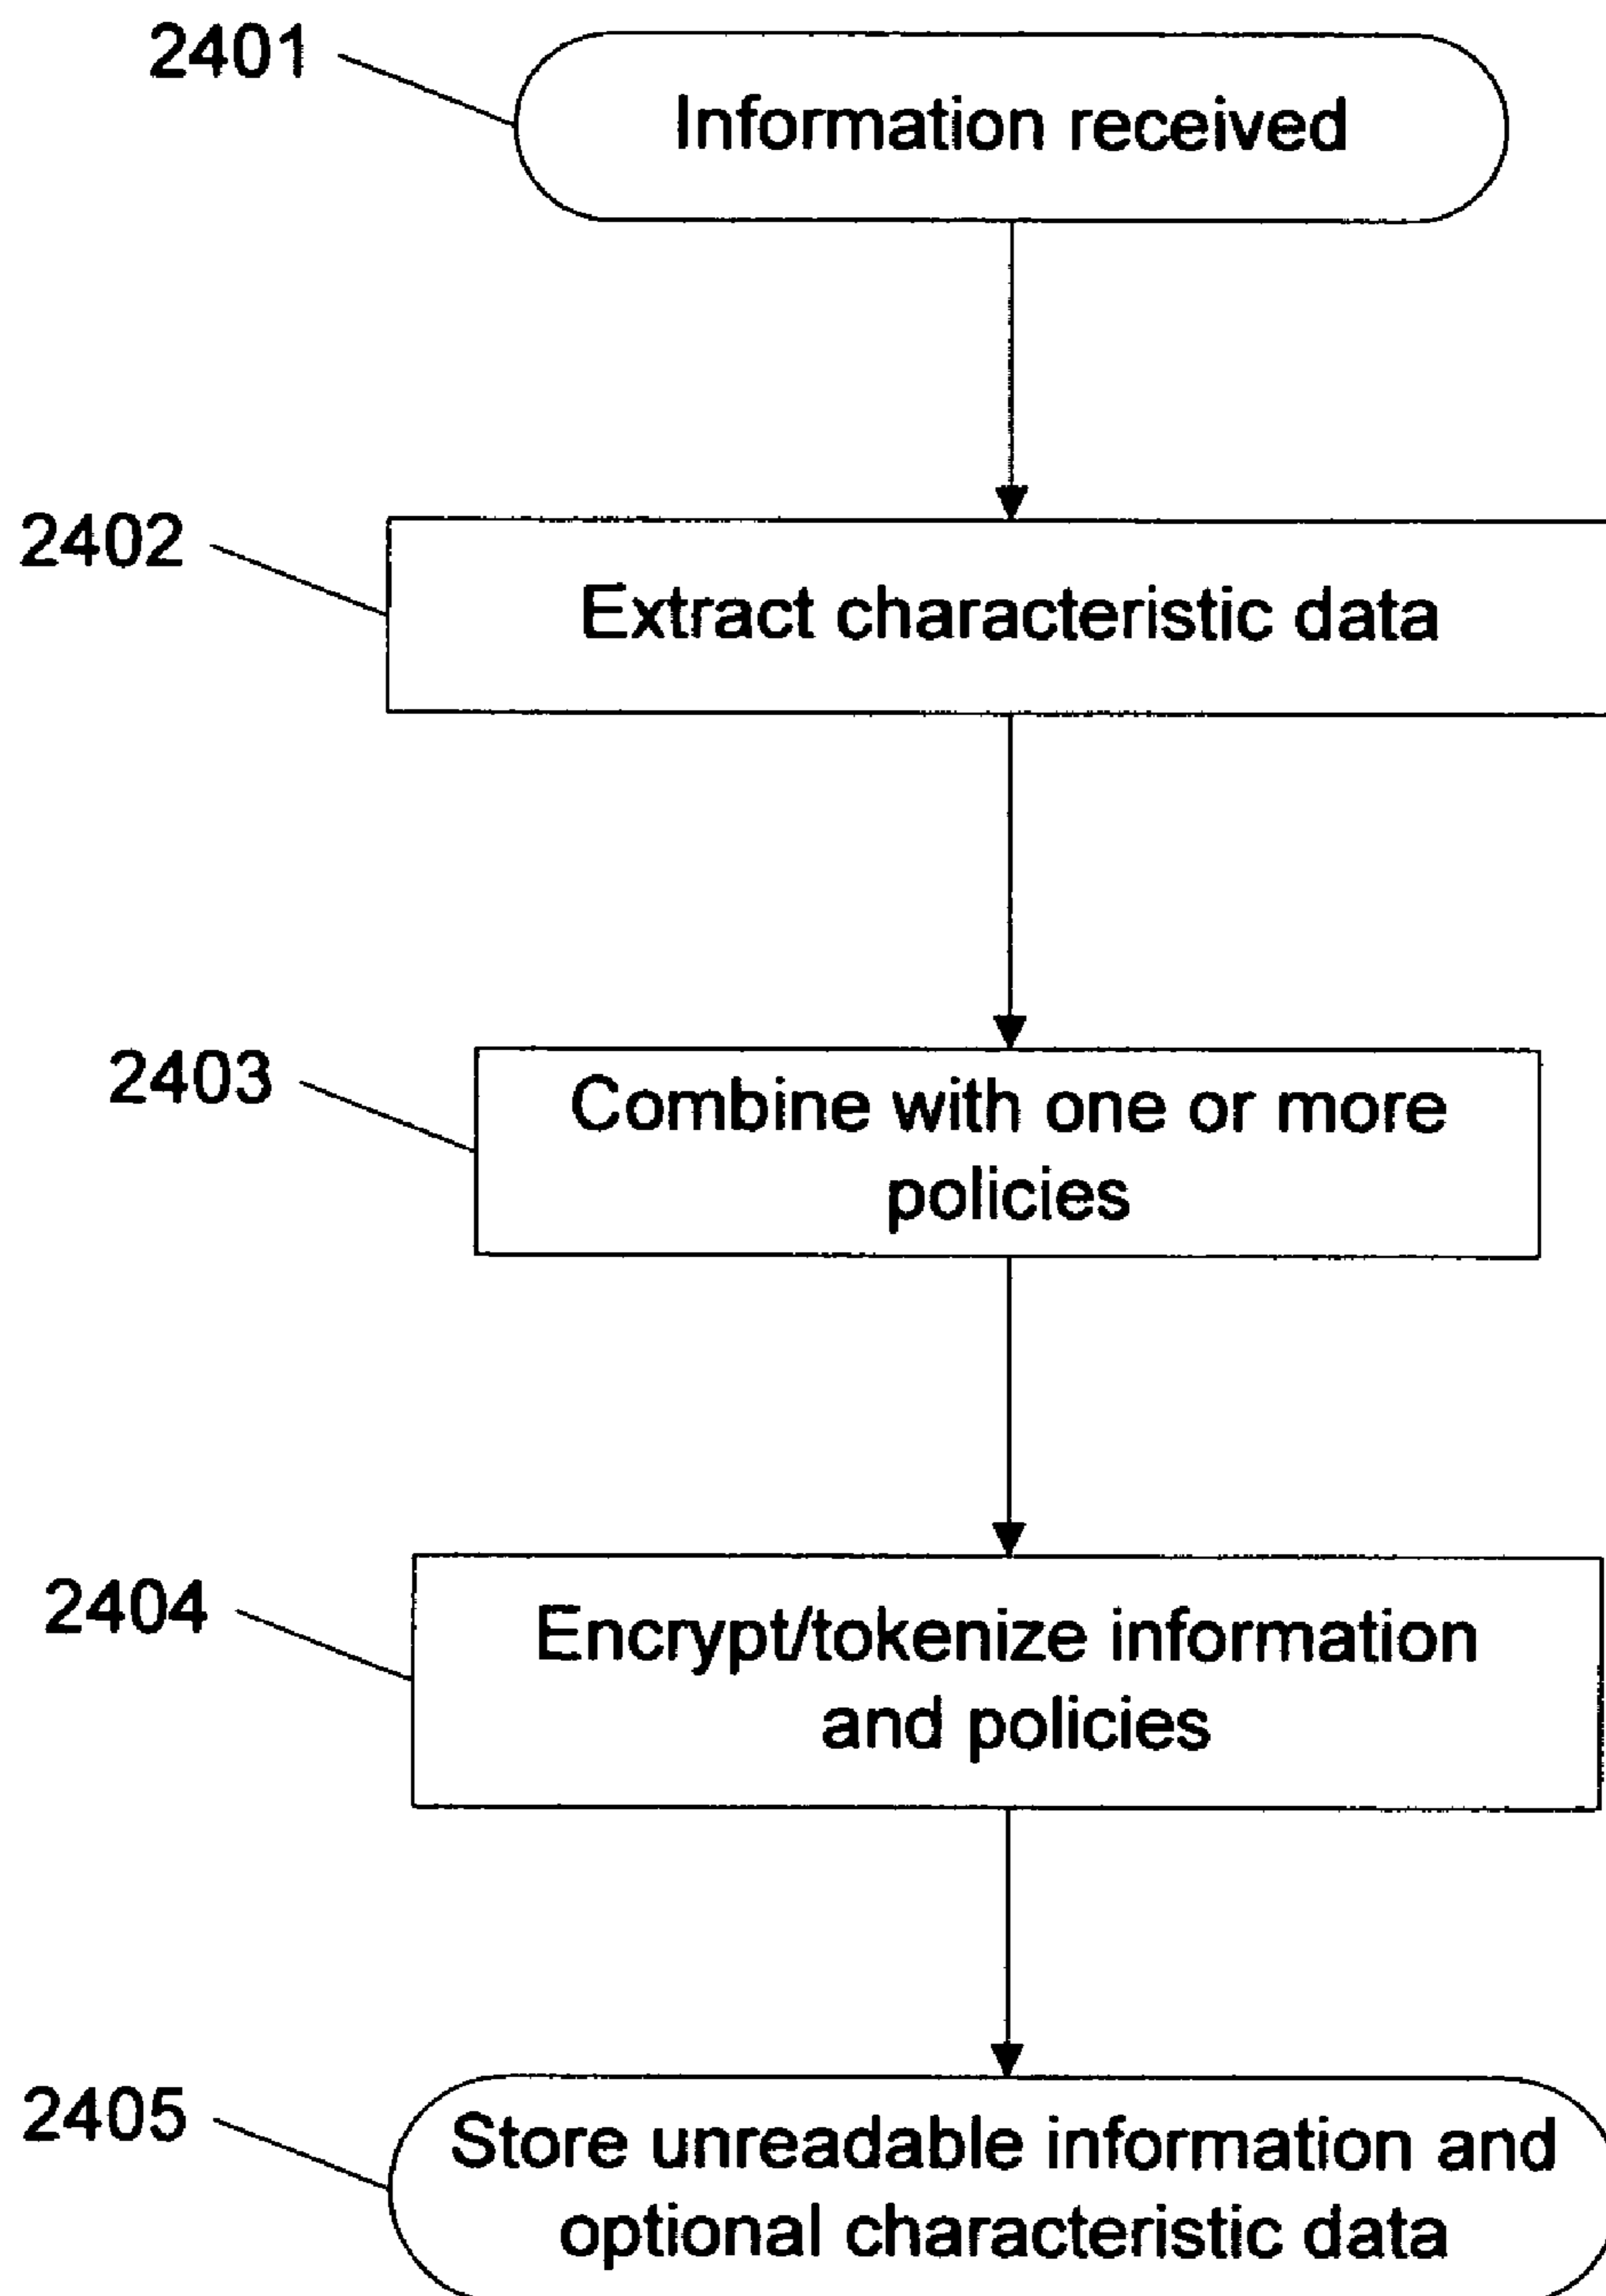 2401
Information received
2402
Extract characteristic data
2403
Combine with one or more
policies
2404
Encrypt/tokenize information
and policies
2405
Store unreadable information and
optional characteristic data